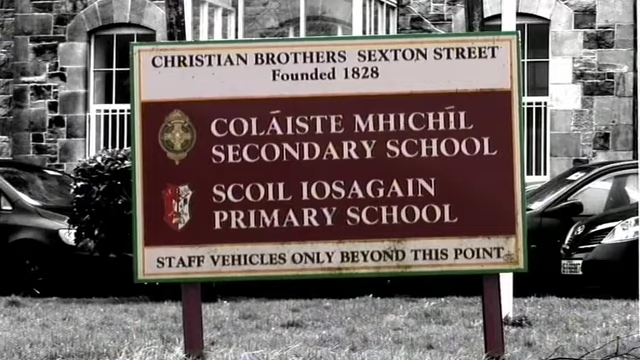 CHRISTIAN BROTHERS SEXTON STREET
Founded 1828
COLÁISTE MHICHÍL
SECONDARY SCHOOL
SCOIL IOSAGAIN
PRIMARY SCHOOL
STAFF VEHICLES ONLY BEYOND THIS POINT